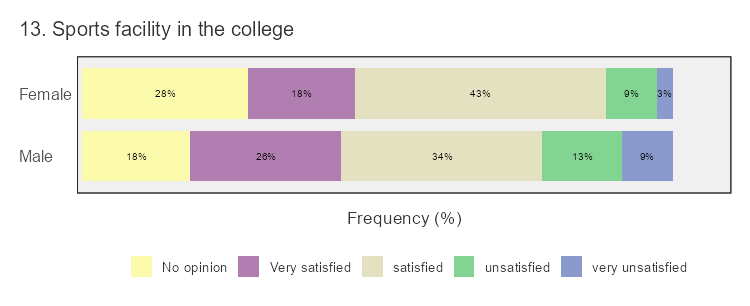 13. Sports facility in the college
Female 28% 18% 43% 9% 3%
Male 18% 26% 34% 13% 9%
Frequency (%)
No opinion Very satisfied satisfied unsatisfied very unsatisfied